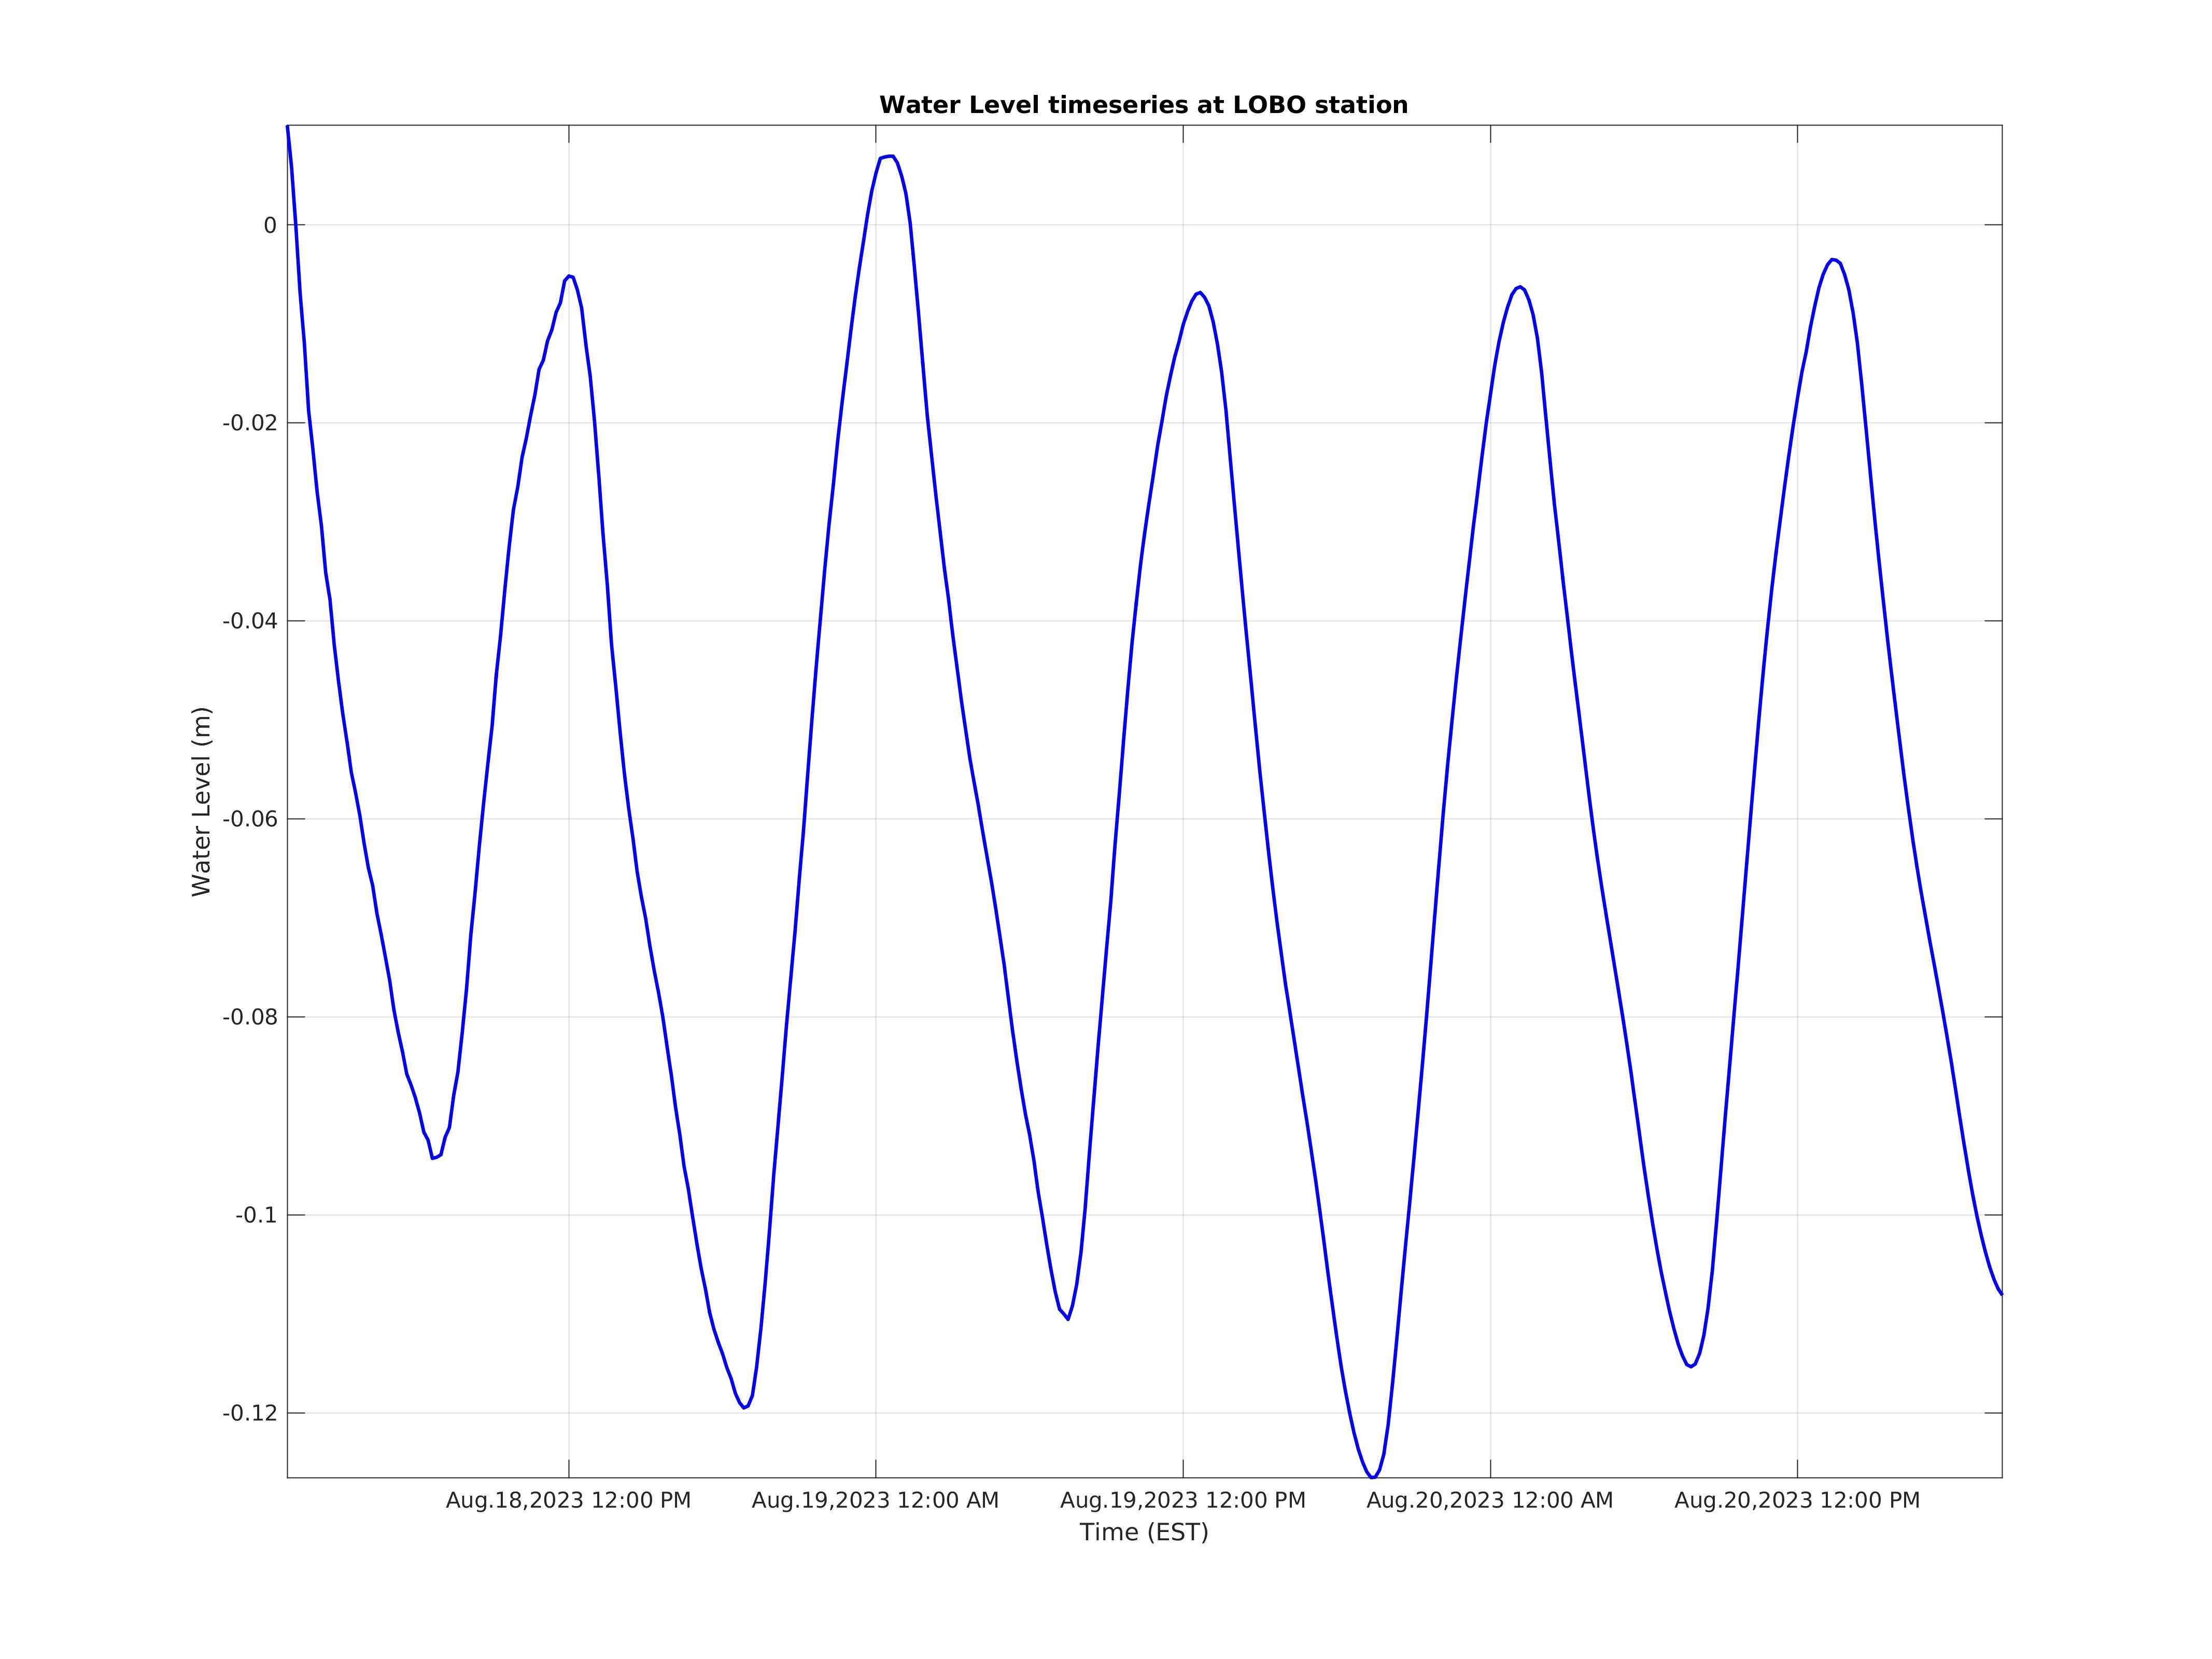 Water Level timeseries at LOBO station
0
-0.02
-0.04
-0.06
-0.08
-0.1
-0.12
Water Level (m)
Aug.18,2023 12:00 PM
Aug.19,2023 12:00 AM
Aug.19,2023 12:00 PM
Aug.20,2023 12:00 AM
Aug.20,2023 12:00 PM
Time (EST)